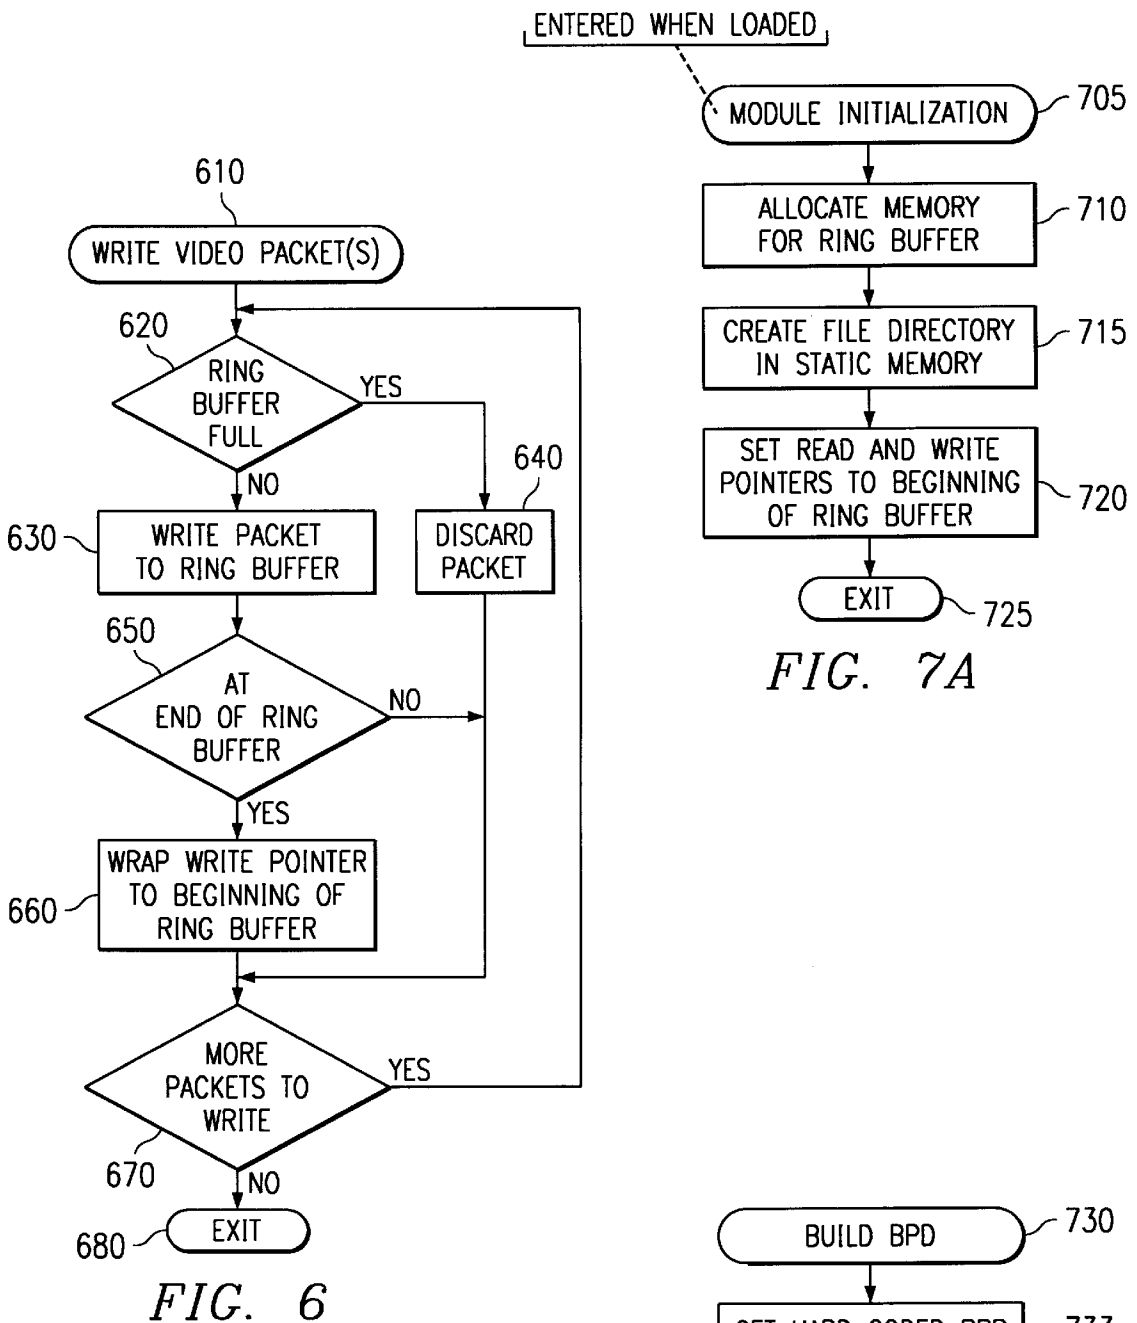 610
WRITE VIDEO PACKET(S)
620
RING
BUFFER
FULL
YES
NO
640
630
WRITE PACKET
TO RING BUFFER
DISCARD
PACKET
650
AT
END OF RING
BUFFER
NO
YES
660
WRAP WRITE POINTER
TO BEGINNING OF
RING BUFFER
MORE
PACKETS TO
WRITE
YES
670
NO
680
EXIT
FIG. 6
ENTERED WHEN LOADED
MODULE INITIALIZATION
705
ALLOCATE MEMORY
FOR RING BUFFER
710
CREATE FILE DIRECTORY
IN STATIC MEMORY
715
SET READ AND WRITE
POINTERS TO BEGINNING
OF RING BUFFER
720
EXIT
725
FIG. 7A
BUILD BPD
730